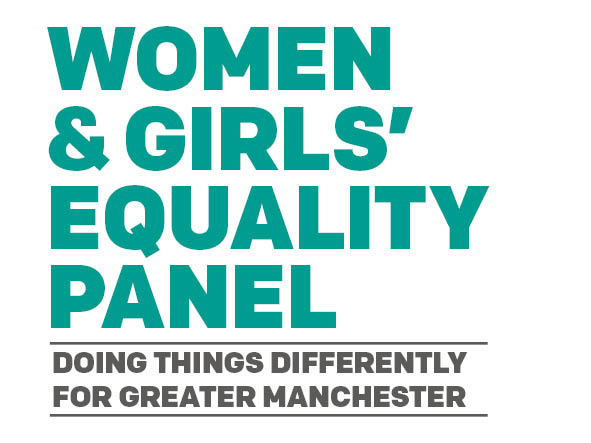 WOMEN
& GIRLS’
EQUALITY
PANEL
DOING THINGS DIFFERENTLY
FOR GREATER MANCHESTER